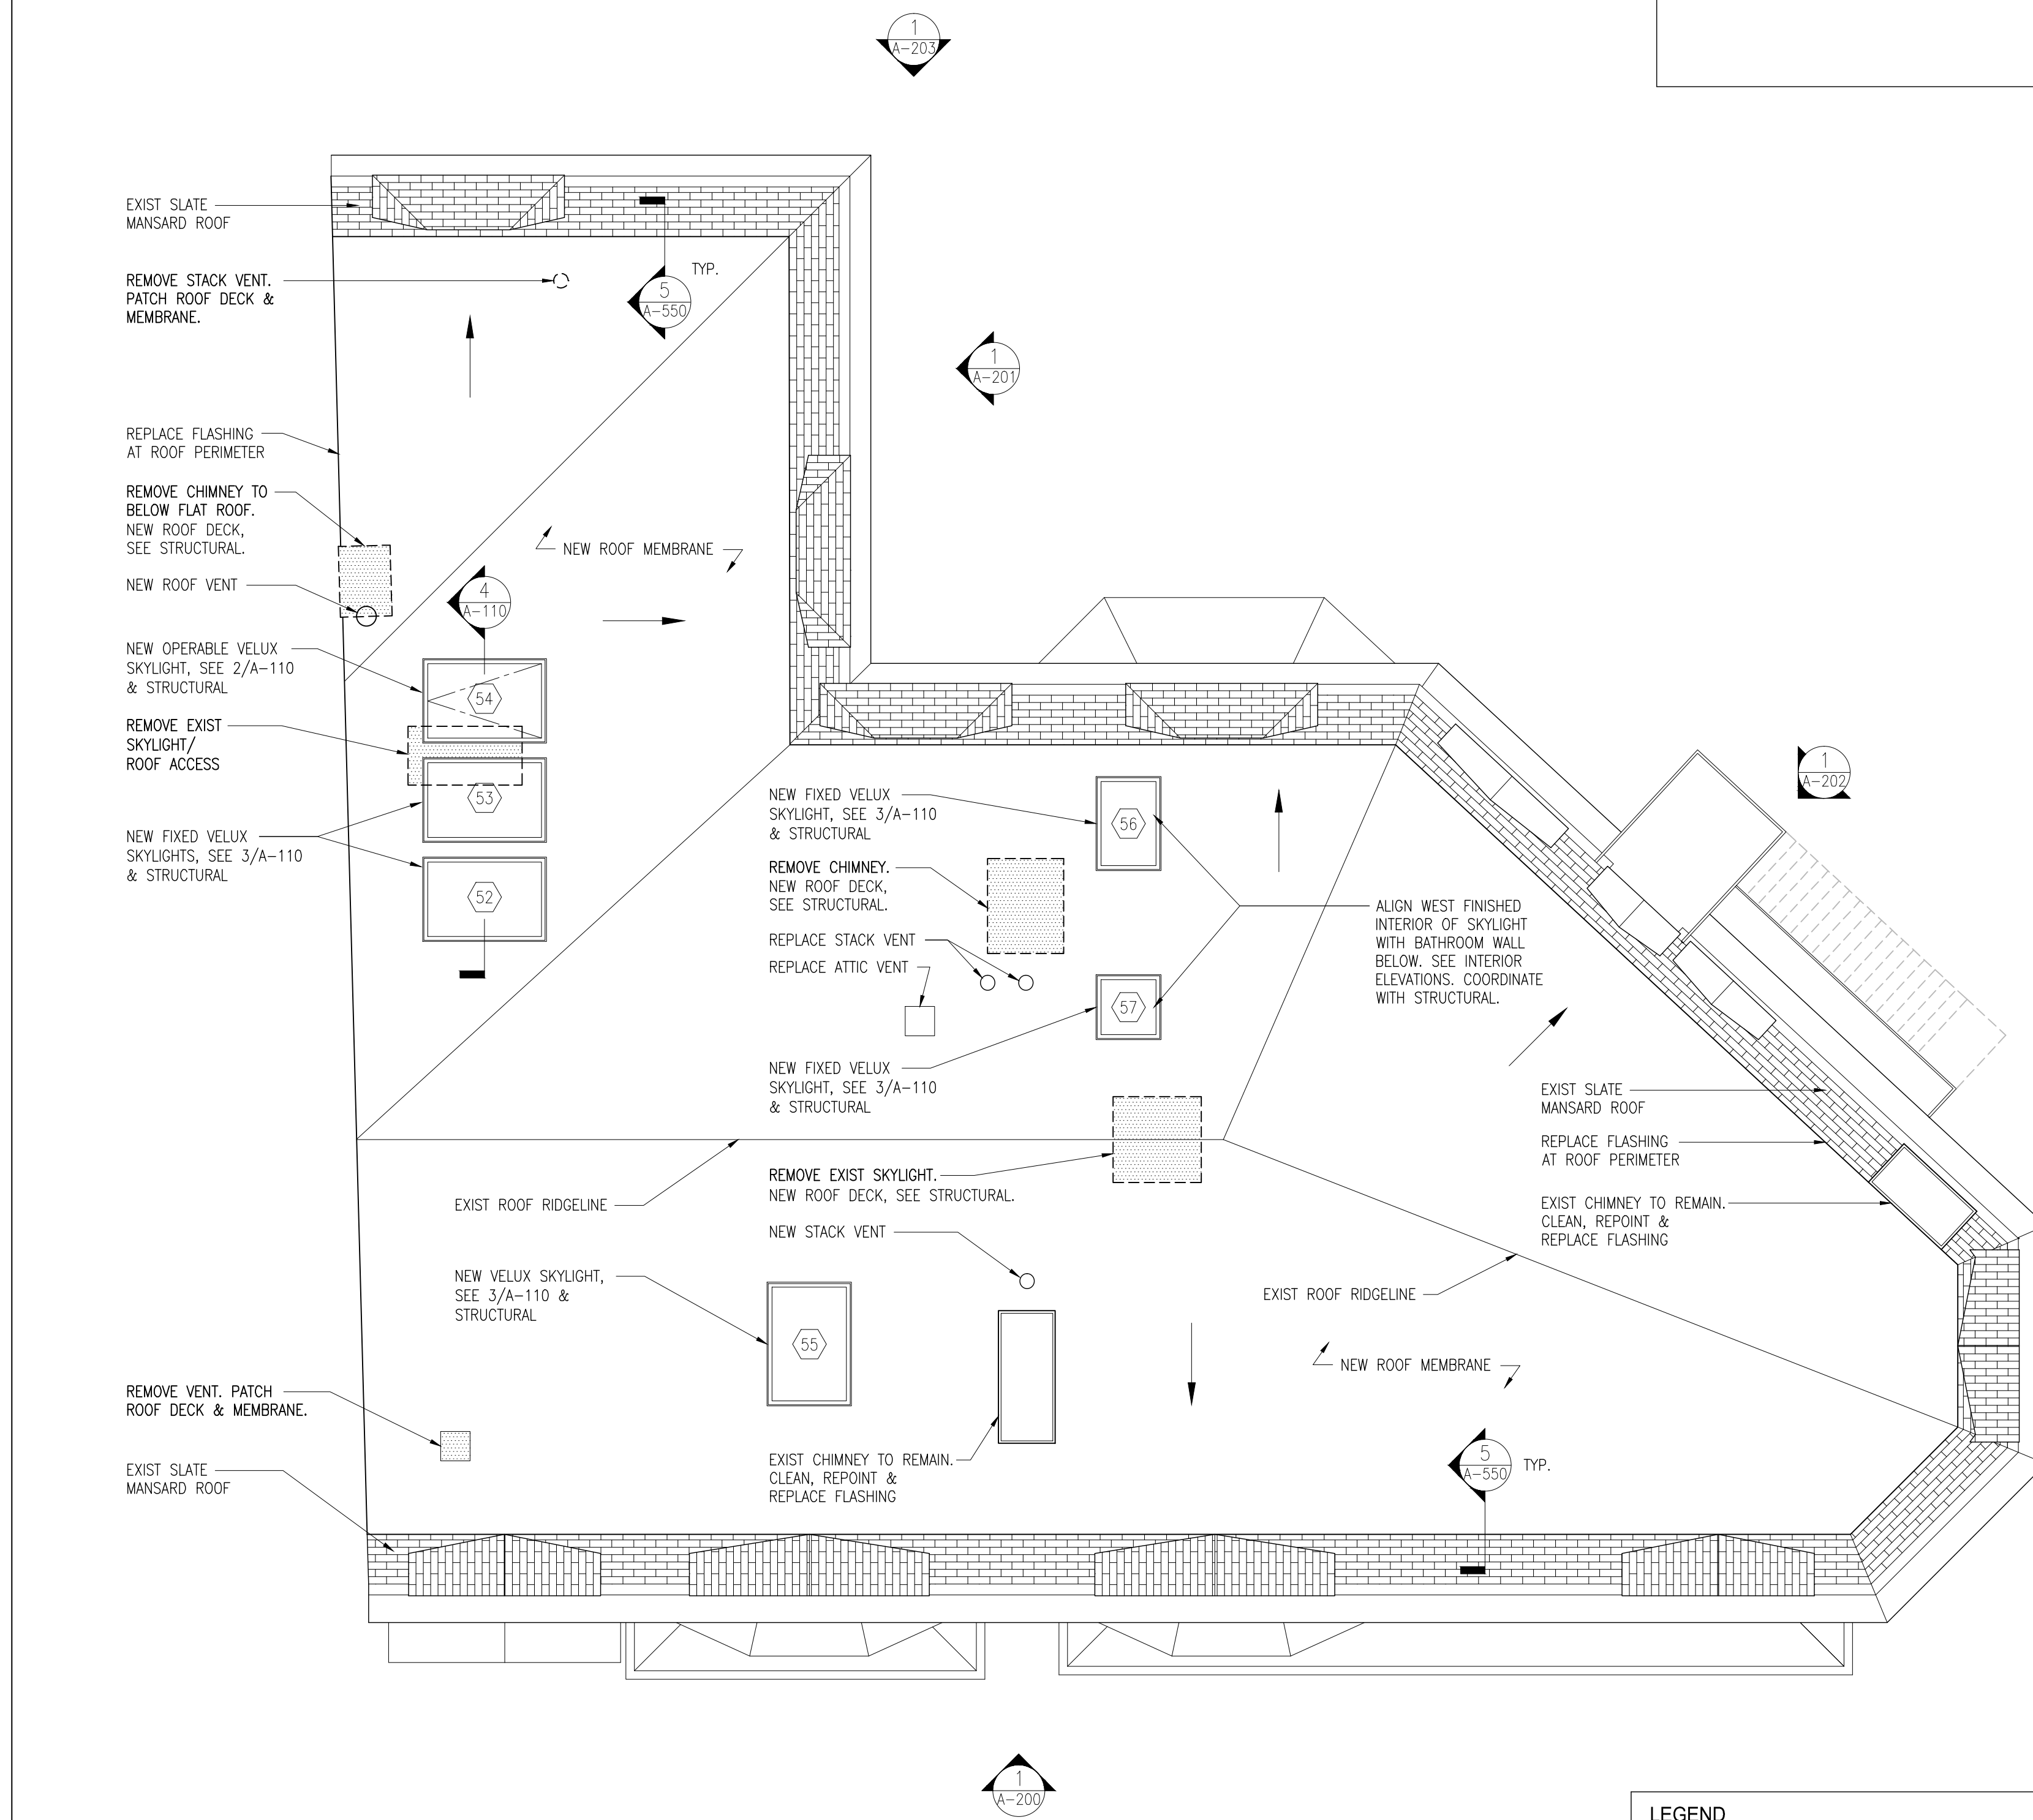 1
A-203
EXIST SLATE
MANSARD ROOF
REMOVE STACK VENT.
PATCH ROOF DECK &
MEMBRANE.
TYP.
5
A-550
1
A-201
REPLACE FLASHING
AT ROOF PERIMETER
REMOVE CHIMNEY TO
BELOW FLAT ROOF.
NEW ROOF DECK,
SEE STRUCTURAL.
NEW ROOF MEMBRANE
NEW ROOF VENT
4
A-110
NEW OPERABLE VELUX
SKYLIGHT, SEE 2/A-110
& STRUCTURAL
54
REMOVE EXIST
SKYLIGHT/
ROOF ACCESS
53
NEW FIXED VELUX
SKYLIGHTS, SEE 3/A-110
& STRUCTURAL
52
1
A-202
NEW FIXED VELUX
SKYLIGHT, SEE 3/A-110
& STRUCTURAL
56
REMOVE CHIMNEY.
NEW ROOF DECK,
SEE STRUCTURAL.
REPLACE STACK VENT
REPLACE ATTIC VENT
ALIGN WEST FINISHED
INTERIOR OF SKYLIGHT
WITH BATHROOM WALL
BELOW. SEE INTERIOR
ELEVATIONS. COORDINATE
WITH STRUCTURAL.
57
NEW FIXED VELUX
SKYLIGHT, SEE 3/A-110
& STRUCTURAL
EXIST SLATE
MANSARD ROOF
REPLACE FLASHING
AT ROOF PERIMETER
EXIST CHIMNEY TO REMAIN.
CLEAN, REPOINT &
REPLACE FLASHING
REMOVE EXIST SKYLIGHT.
NEW ROOF DECK, SEE STRUCTURAL.
EXIST ROOF RIDGELINE
NEW STACK VENT
NEW VELUX SKYLIGHT,
SEE 3/A-110 &
STRUCTURAL
55
EXIST ROOF RIDGELINE
NEW ROOF MEMBRANE
REMOVE VENT. PATCH
ROOF DECK & MEMBRANE.
EXIST CHIMNEY TO REMAIN.
CLEAN, REPOINT &
REPLACE FLASHING
5
A-550
TYP.
EXIST SLATE
MANSARD ROOF
1
A-200
LEGEND